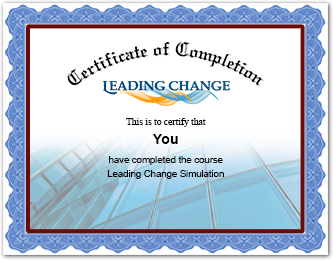 Certificate of Completion
LEADING CHANGE
This is to certify that
You
have completed the course
Leading Change Simulation